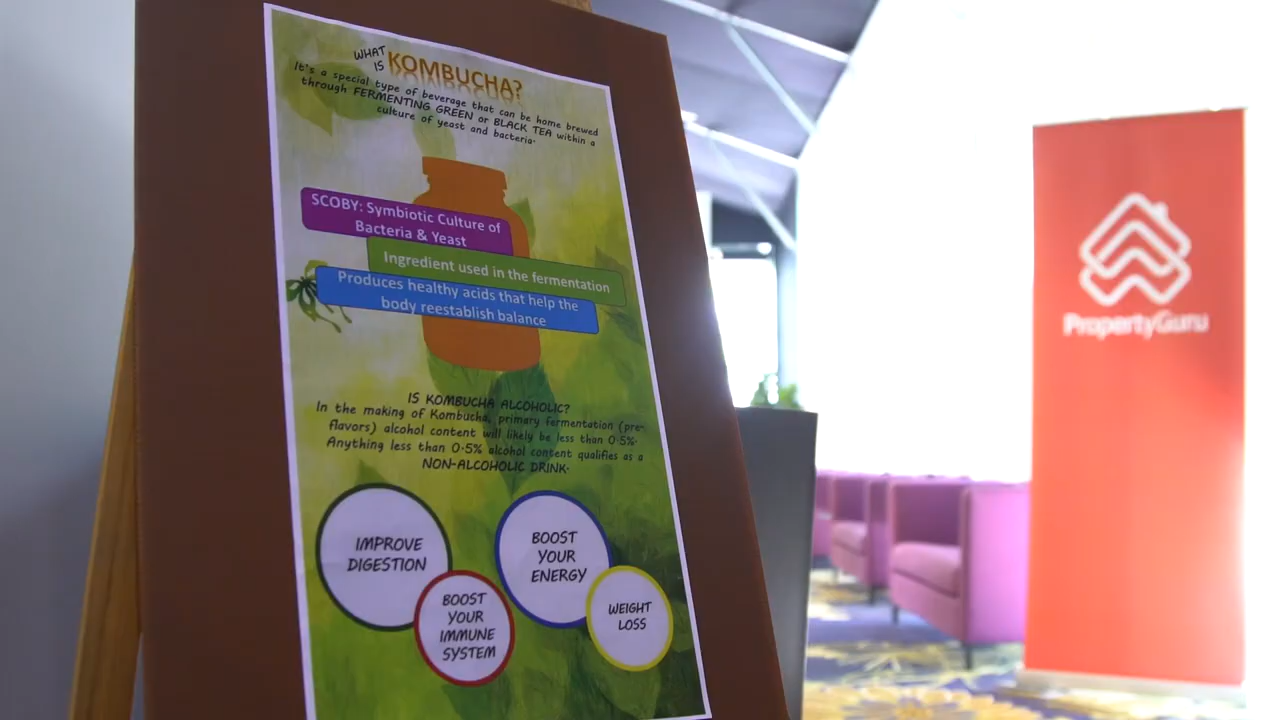 WHAT IS KOMBUCHA?
It's a special type of beverage that can be home brewed
through FERMENTING GREEN or BLACK TEA within a
culture of yeast and bacteria.
SCOBY: Symbiotic Culture of
Bacteria & Yeast
Ingredient used in the fermentation
Produces healthy acids that help the
body reestablish balance
IS KOMBUCHA ALCOHOLIC?
In the making of Kombucha, primary fermentation (pre-
flavors) alcohol content will likely be less than 0.5%.
Anything less than 0.5% alcohol content qualifies as a
NON-ALCOHOLIC DRINK.
IMPROVE
DIGESTION
BOOST
YOUR
IMMUNE
SYSTEM
BOOST
YOUR
ENERGY
WEIGHT
LOSS
PropertyGuru